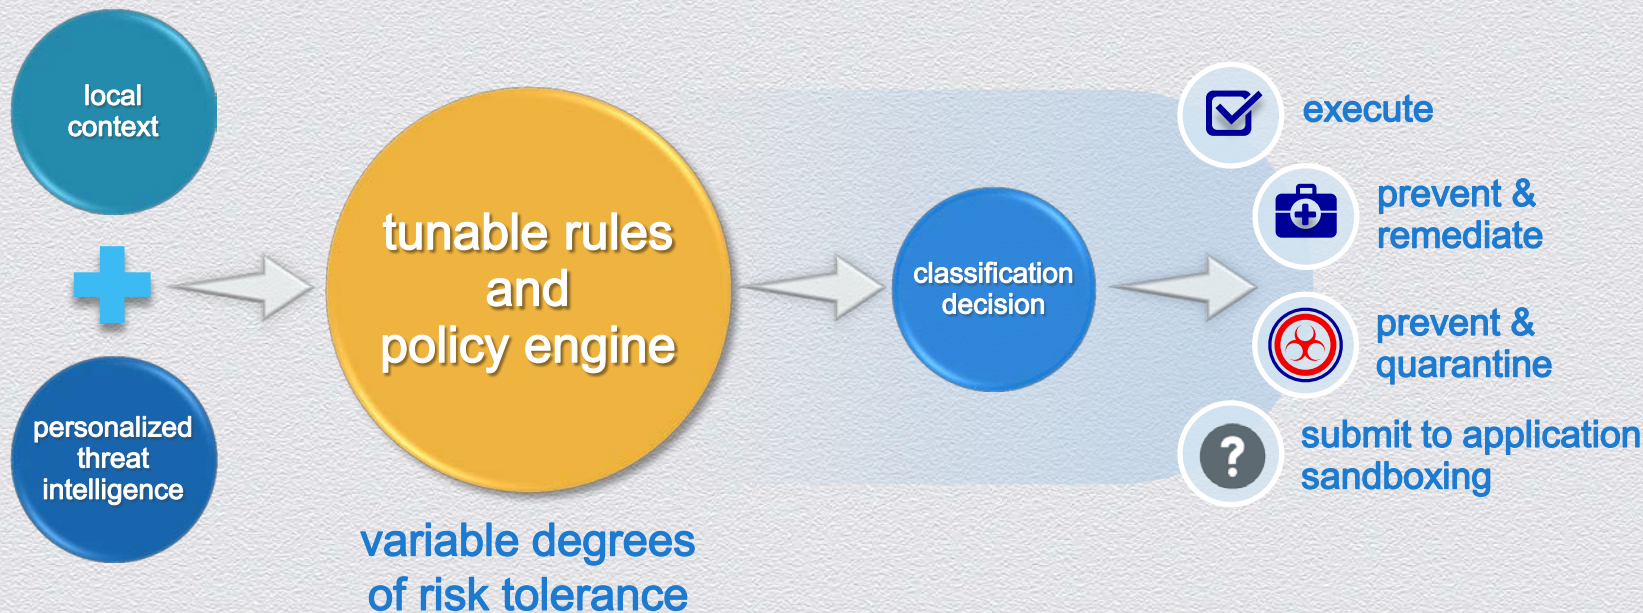 local
context
personalized
threat
intelligence
tunable rules
and
policy engine
variable degrees
of risk tolerance
classification
decision
execute
prevent &
remediate
prevent &
quarantine
?
submit to application
sandboxing